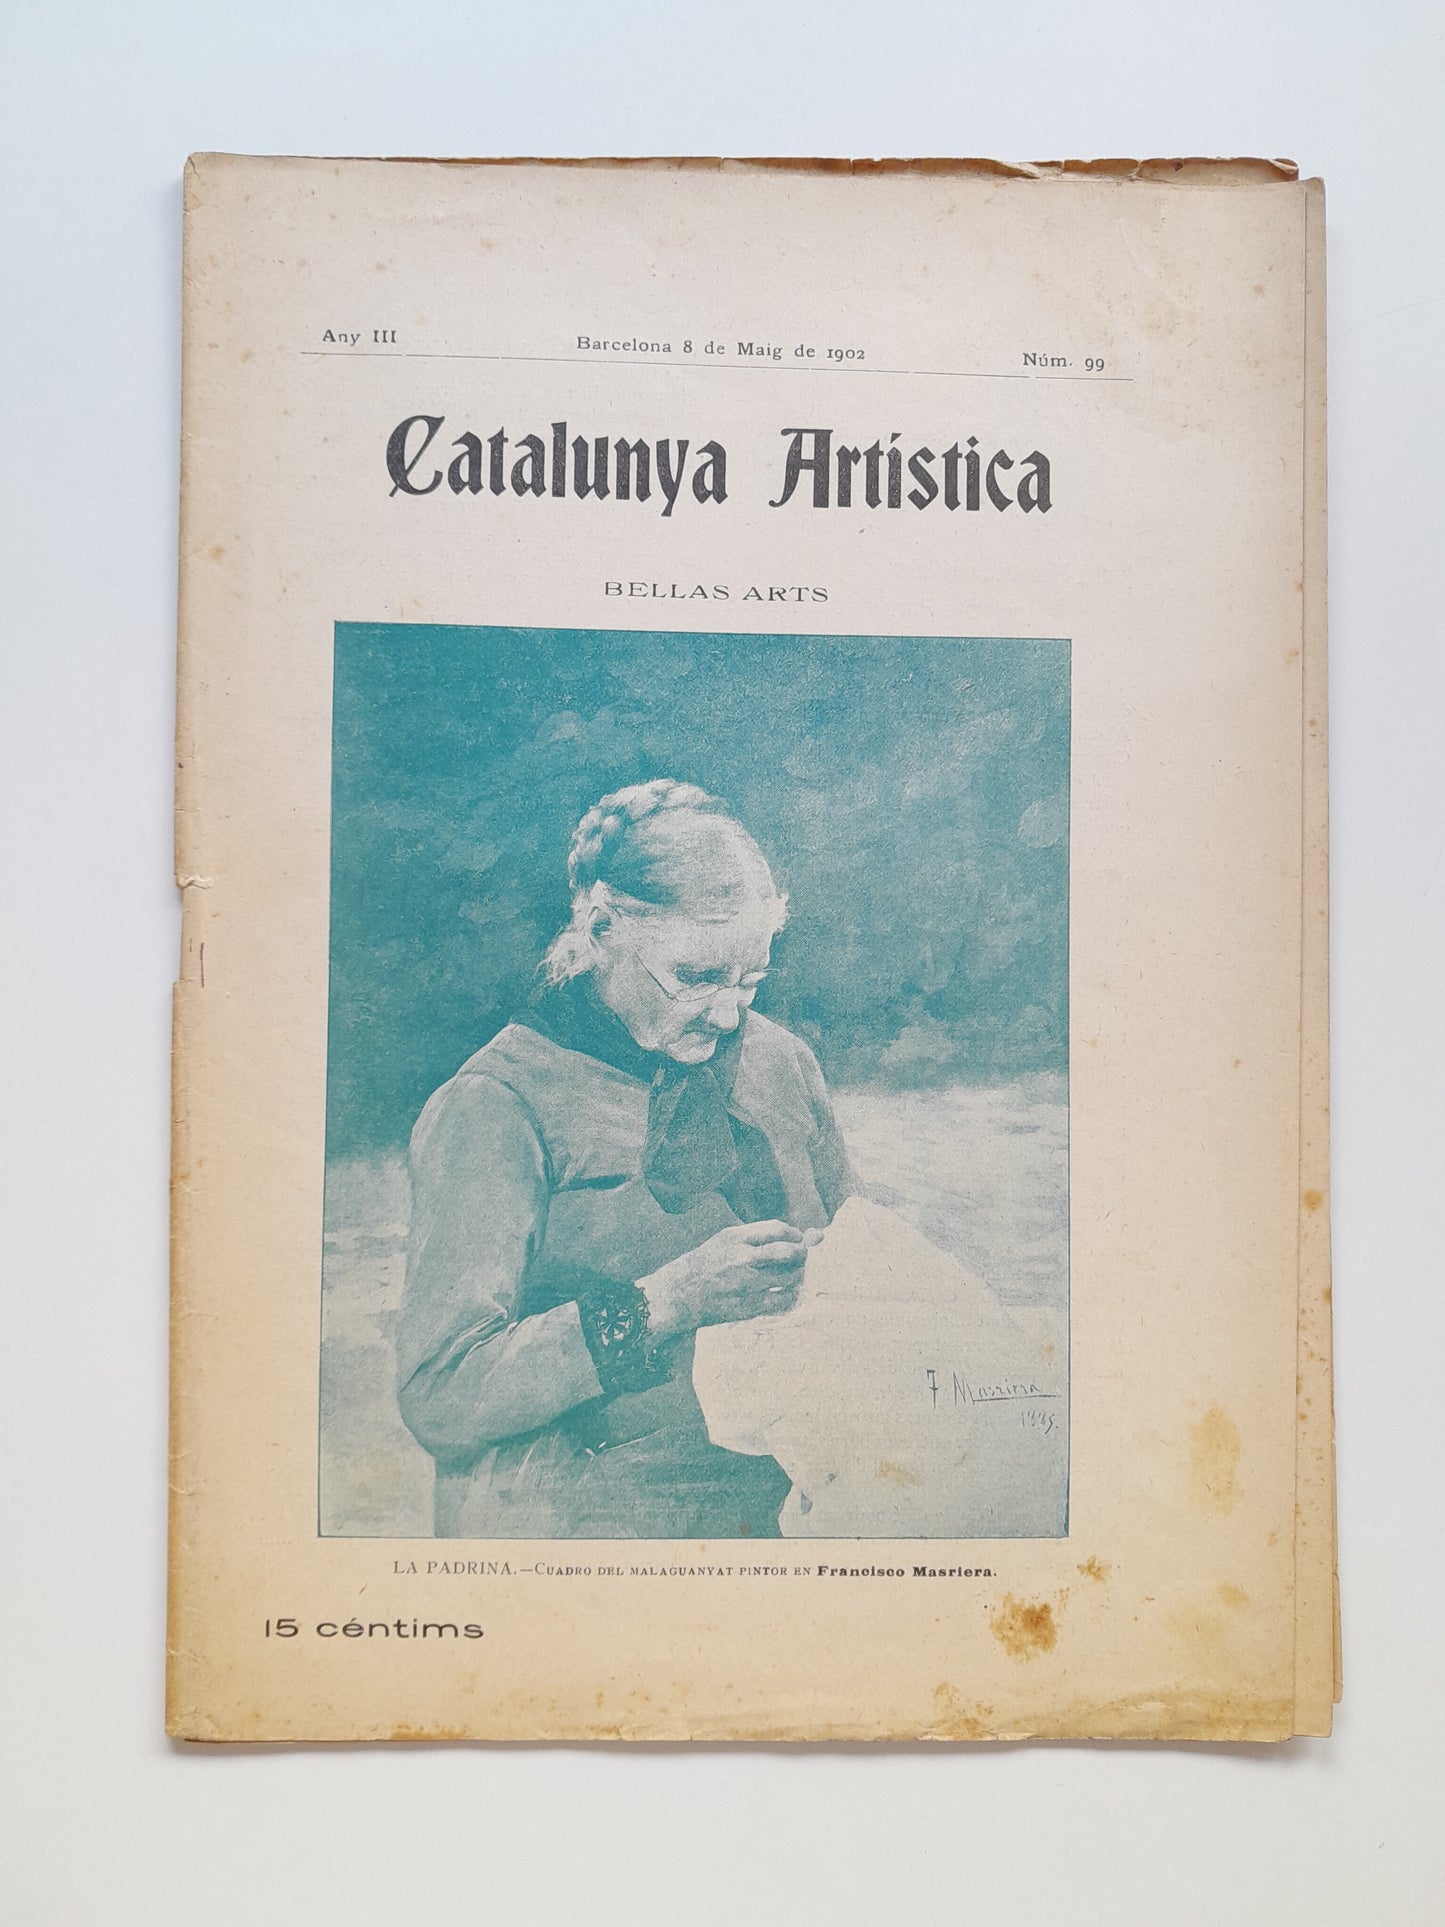 Any III
Barcelona 8 de Maig de 1902
Núm. 99
Catalunya Artística
BELLAS ARTS
F Masriera
1885.
LA PADRINA.—CUADRO DEL MALAGUANYAT PINTOR EN Francisco Masriera.
15 céntims